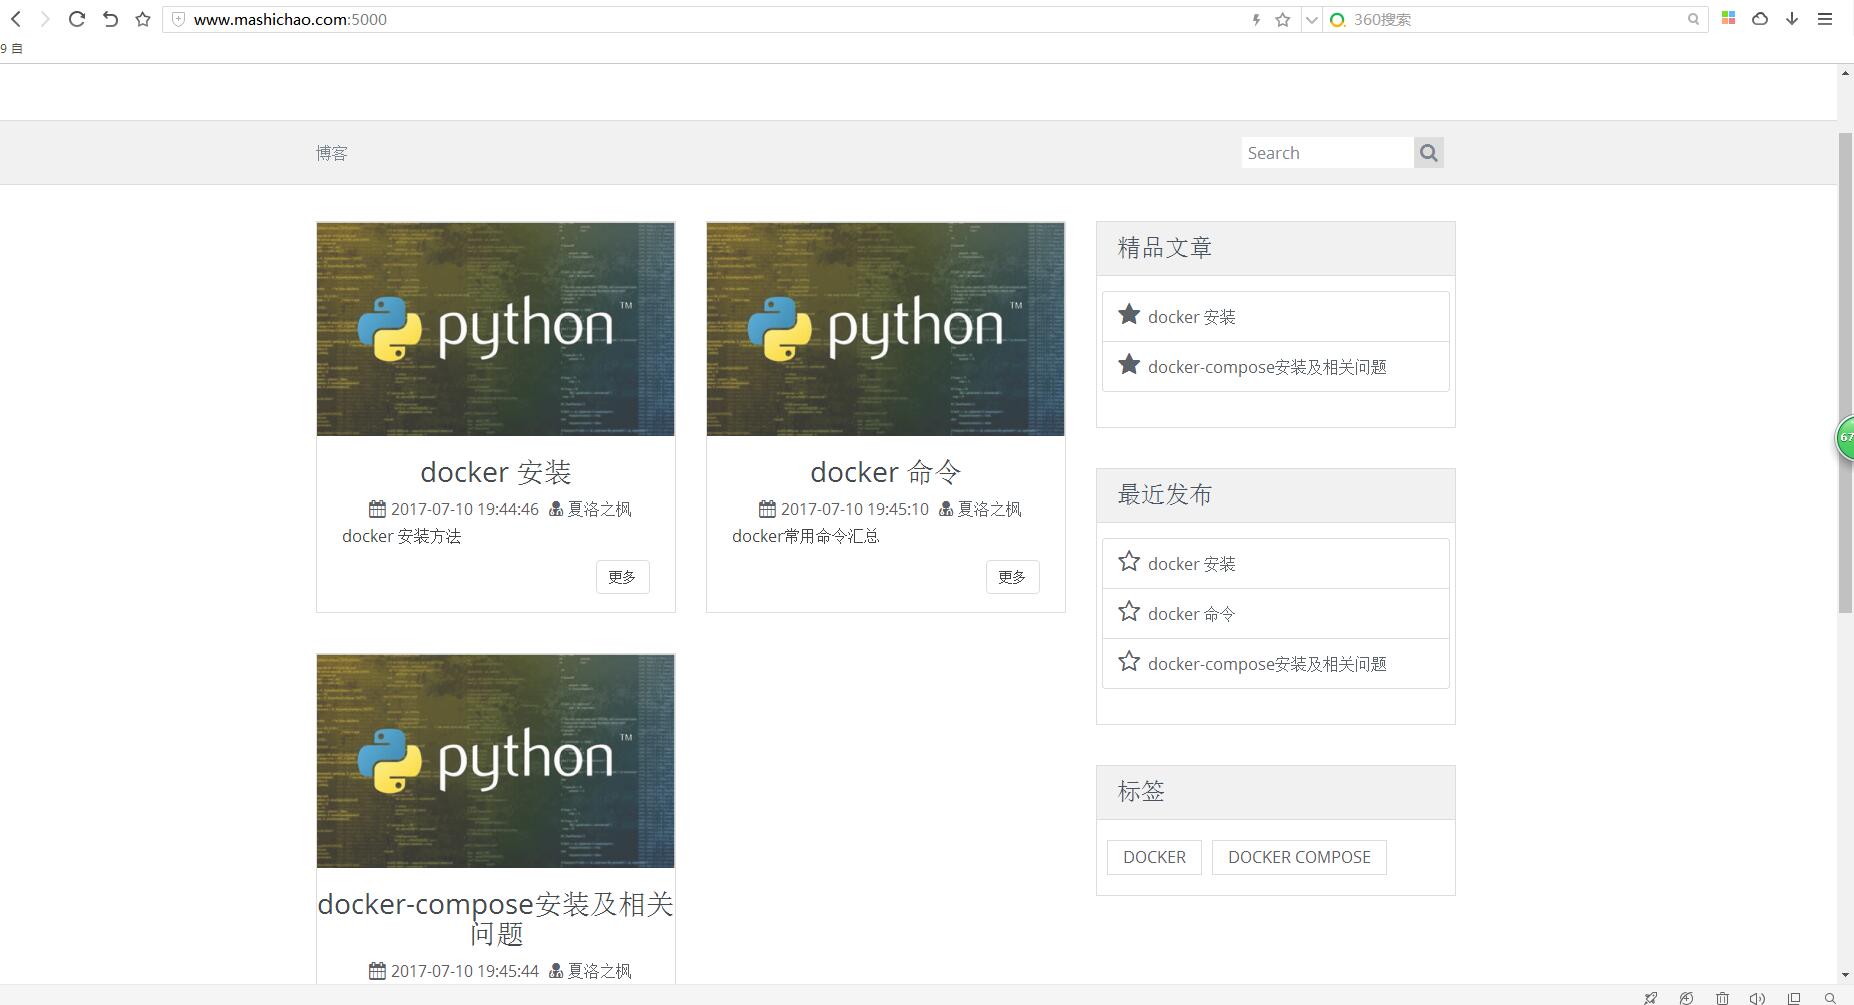 www.mashichao.com:5000
360搜索
9 自
博客
Search
python™
docker 安装
2017-07-10 19:44:46 夏洛之枫
docker 安装方法
更多
python™
docker 命令
2017-07-10 19:45:10 夏洛之枫
docker常用命令汇总
更多
python™
docker-compose安装及相关
问题
2017-07-10 19:45:44 夏洛之枫
精品文章
docker 安装
docker-compose安装及相关问题
最近发布
docker 安装
docker 命令
docker-compose安装及相关问题
标签
DOCKER
DOCKER COMPOSE
67